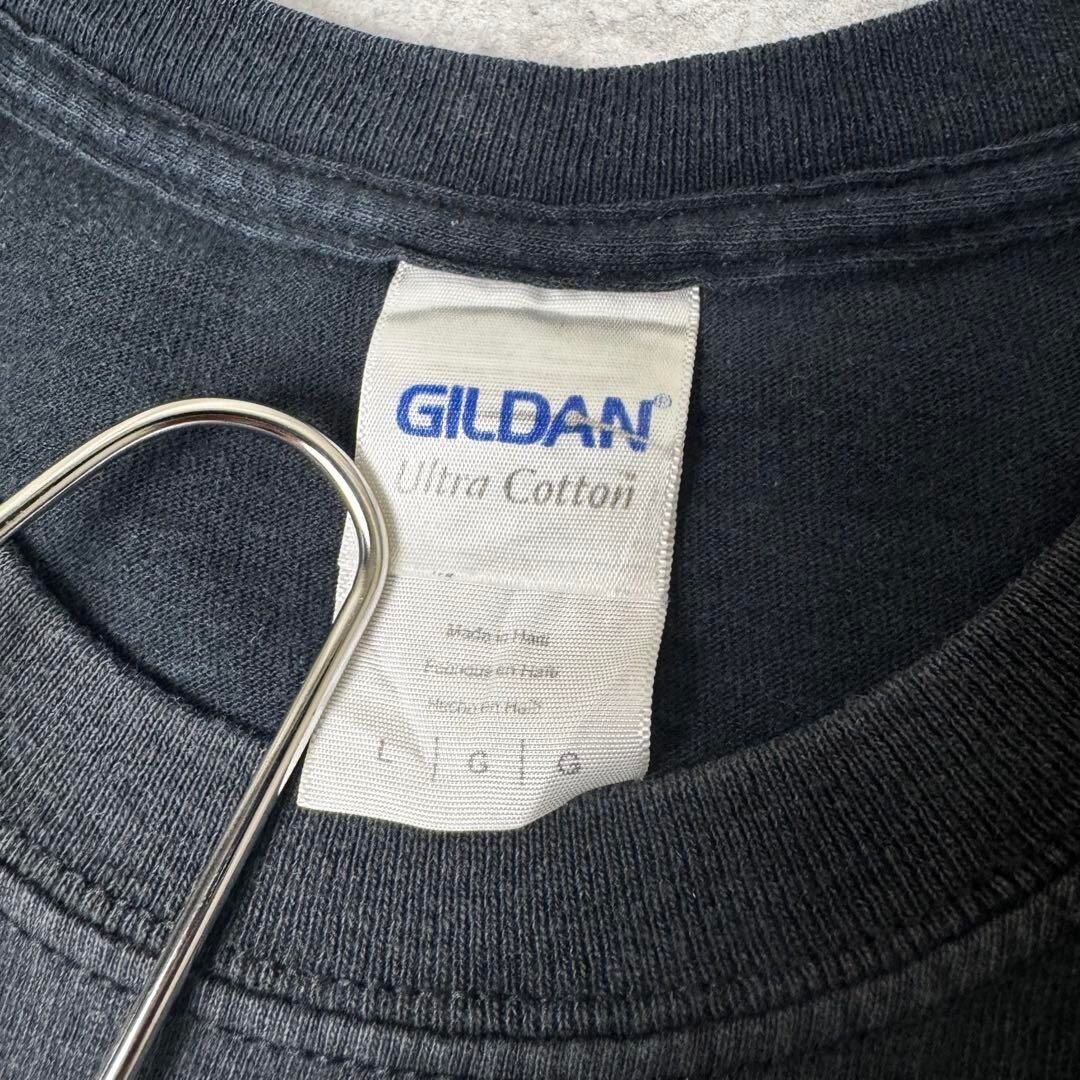 GILDAN®
Ultra Cotton
Made in Haiti
Fabriqué en Haïti
Hecho en Haití
L | G | G